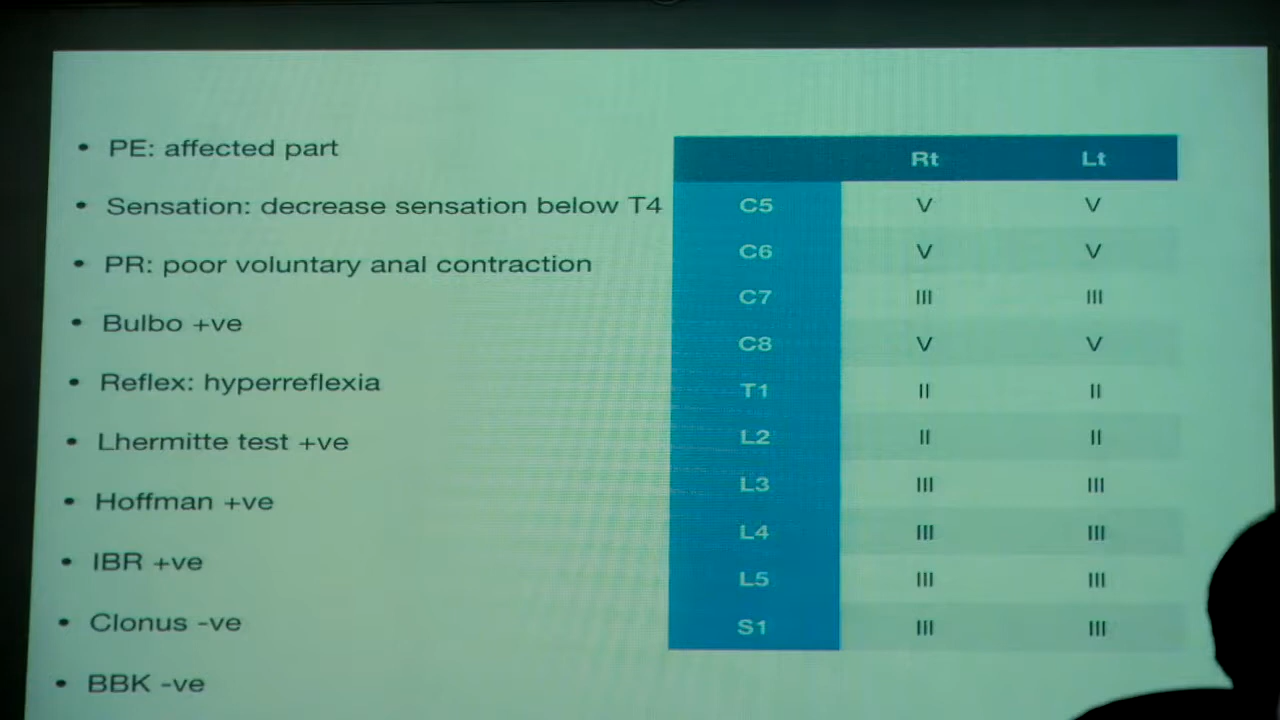 • PE: affected part
• Sensation: decrease sensation below T4
• PR: poor voluntary anal contraction
• Bulbo +ve
• Reflex: hyperreflexia
• Lhermitte test +ve
• Hoffman +ve
• IBR +ve
• Clonus -ve
• BBK -ve
Rt Lt
C5 V V
C6 V V
C7 III III
C8 V V
T1 II II
L2 II II
L3 III III
L4 III III
L5 III III
S1 III III